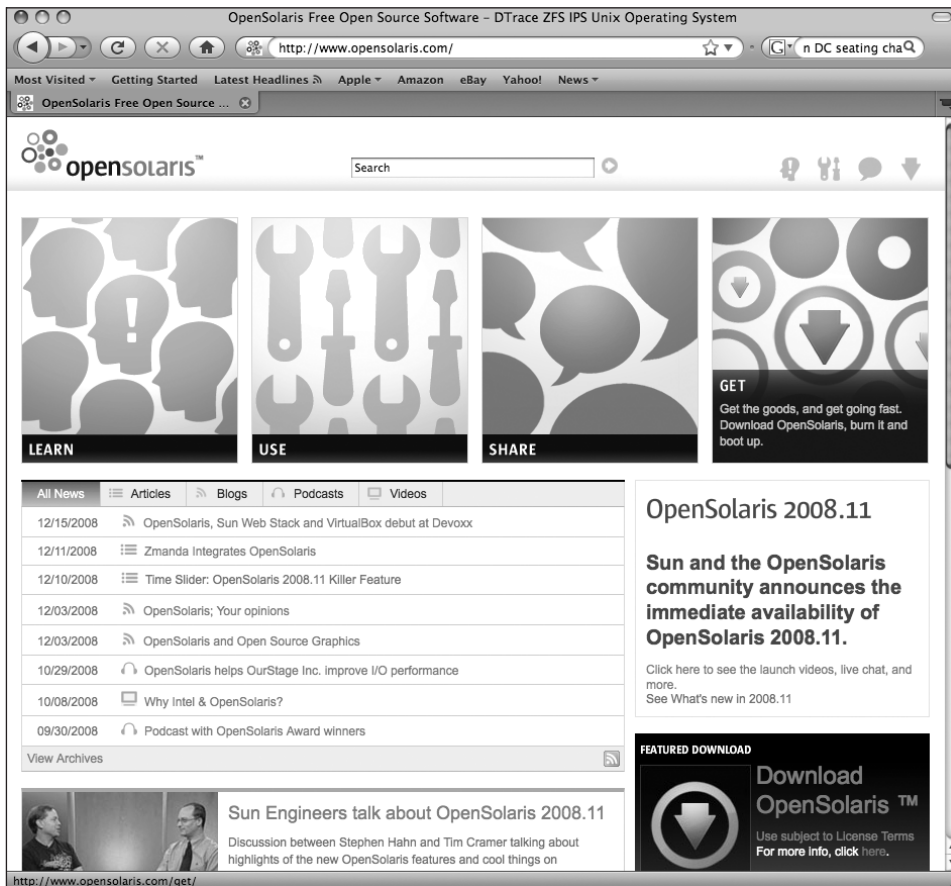 OpenSolaris Free Open Source Software – DTrace ZFS IPS Unix Operating System
http://www.opensolaris.com/
G
n DC seating cha
Most Visited
Getting Started
Latest Headlines
Apple
Amazon
eBay
Yahoo!
News
OpenSolaris Free Open Source ...
opensolaris™
Search
LEARN
USE
SHARE
GET
Get the goods, and get going fast.
Download OpenSolaris, burn it and
boot up.
All News
Articles
Blogs
Podcasts
Videos
12/15/2008 OpenSolaris, Sun Web Stack and VirtualBox debut at Devoxx
12/11/2008 Zmanda Integrates OpenSolaris
12/10/2008 Time Slider: OpenSolaris 2008.11 Killer Feature
12/03/2008 OpenSolaris; Your opinions
12/03/2008 OpenSolaris and Open Source Graphics
10/29/2008 OpenSolaris helps OurStage Inc. improve I/O performance
10/08/2008 Why Intel & OpenSolaris?
09/30/2008 Podcast with OpenSolaris Award winners
View Archives
OpenSolaris 2008.11
Sun and the OpenSolaris
community announces the
immediate availability of
OpenSolaris 2008.11.
Click here to see the launch videos, live chat, and
more.
See What's new in 2008.11
FEATURED DOWNLOAD
Download
OpenSolaris ™
Use subject to License Terms
For more info, click here.
Sun Engineers talk about OpenSolaris 2008.11
Discussion between Stephen Hahn and Tim Cramer talking about
highlights of the new OpenSolaris features and cool things on
http://www.opensolaris.com/get/